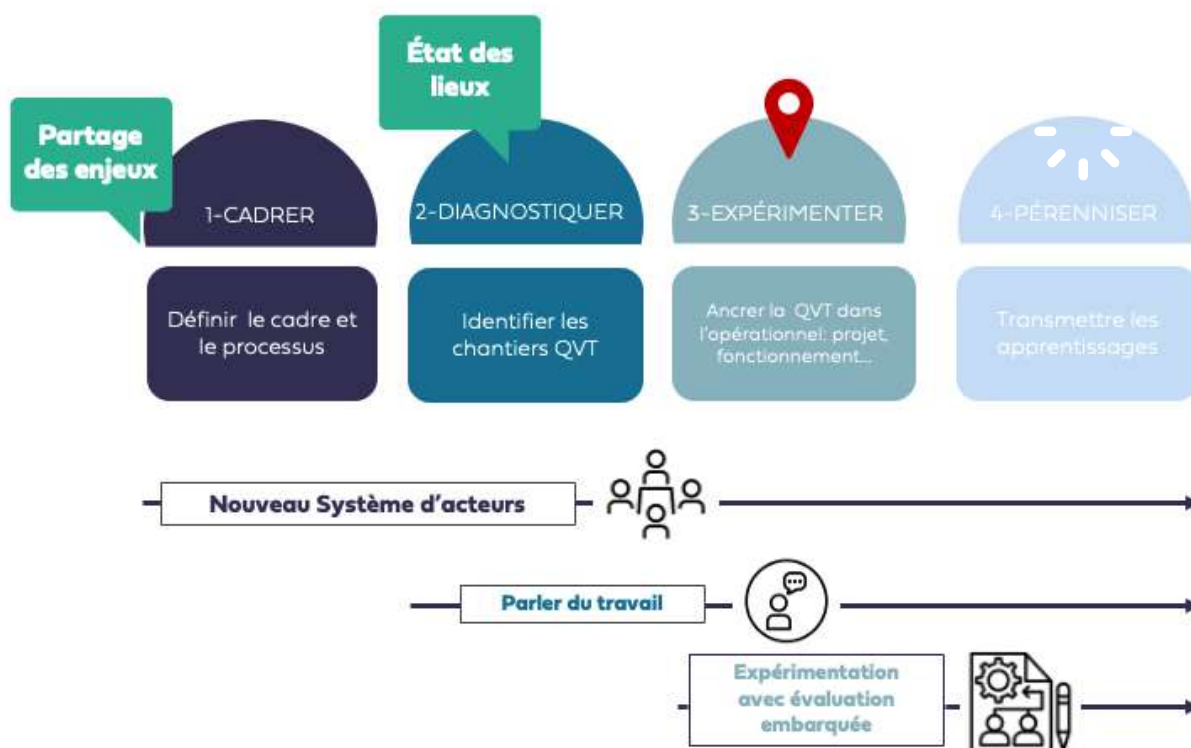 Partage
des enjeux
État des
lieux
1-CADRER
2-DIAGNOSTIQUER
3-EXPÉRIMENTER
4-PÉRENNISER
Définir le cadre et
le processus
Identifier les
chantiers QVT
Ancrer la QVT dans
l'opérationnel: projet,
fonctionnement...
Transmettre les
apprentissages
Nouveau Système d'acteurs
Parler du travail
Expérimentation
avec évaluation
embarquée